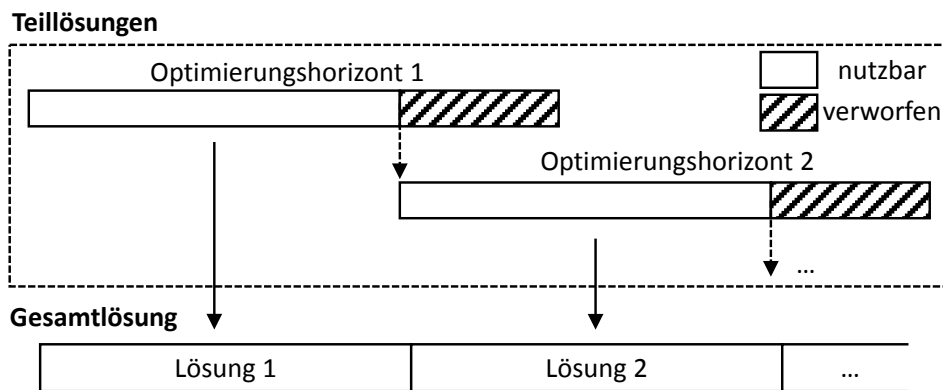 Teillösungen
Optimierungshorizont 1
nutzbar
verworfen
Optimierungshorizont 2
...
Gesamtlösung
Lösung 1
Lösung 2
...